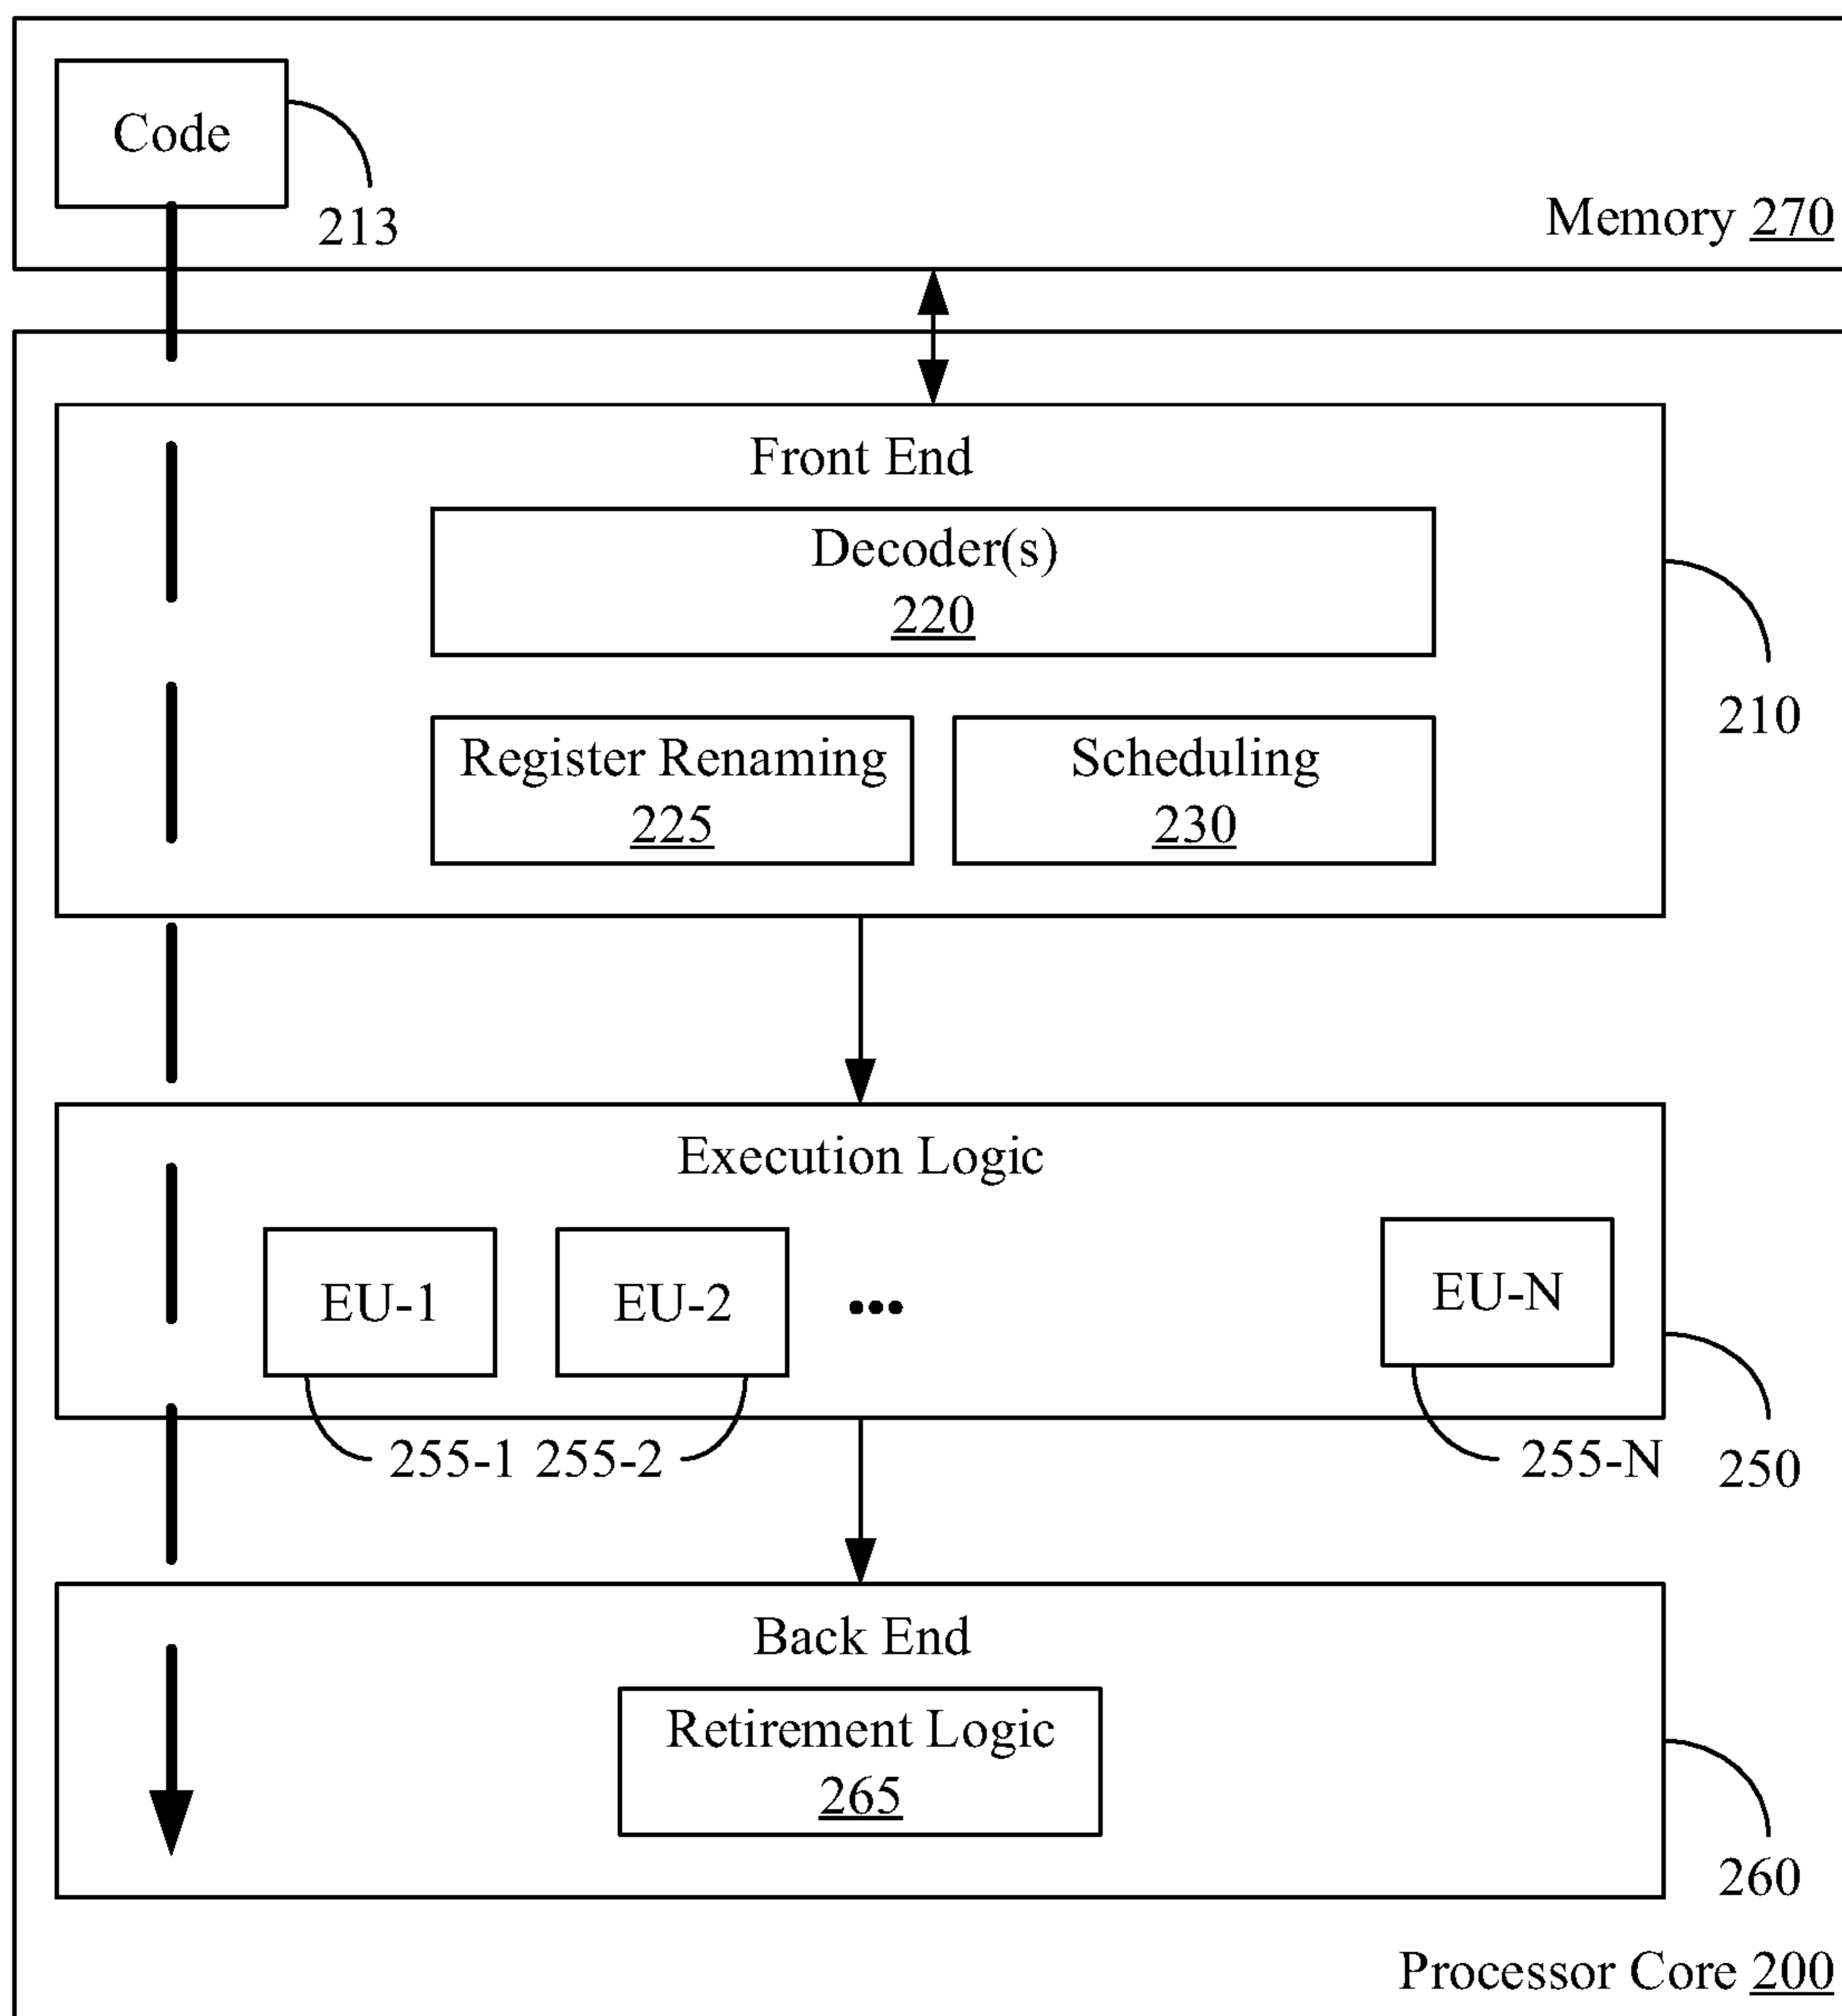 Code
213
Memory 270
Front End
Decoder(s)
220
210
Register Renaming
225
Scheduling
230
Execution Logic
EU-1
EU-2
•••
EU-N
255-1
255-2
255-N
250
Back End
Retirement Logic
265
260
Processor Core 200